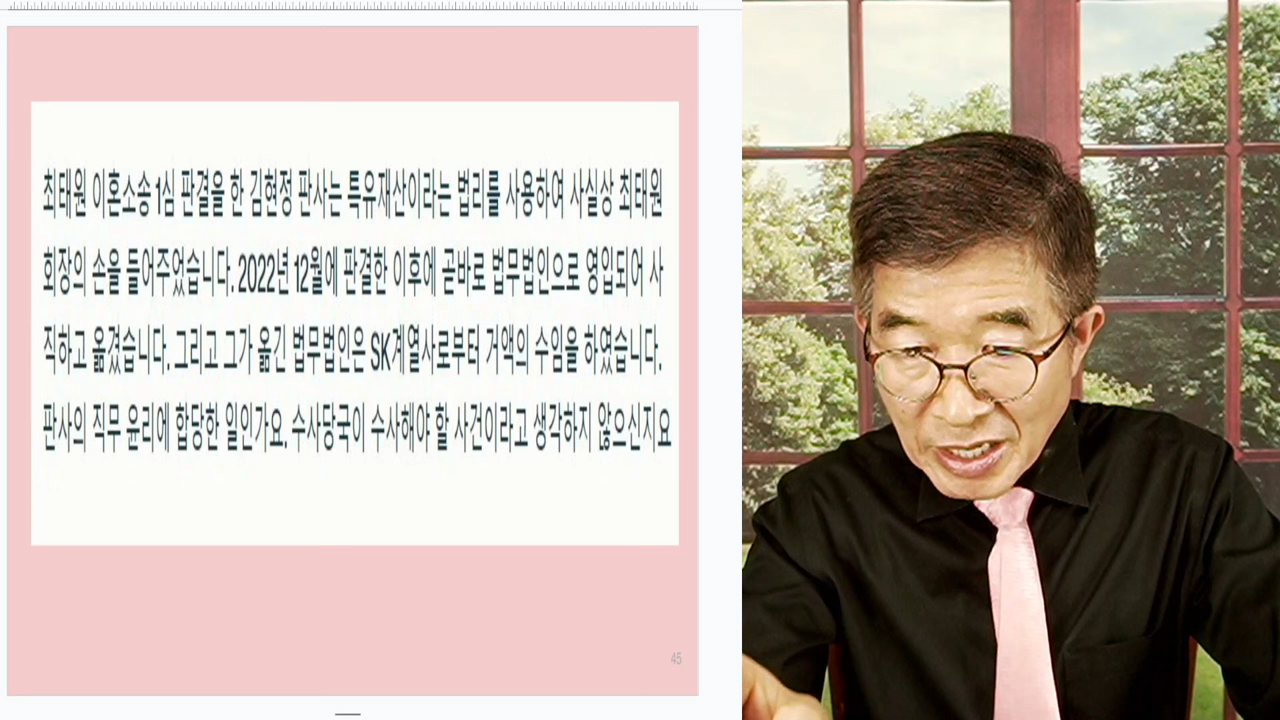 최태원 이혼소송 1심 판결을 한 김현정 판사는 특유재산이라는 법리를 사용하여 사실상 최태원
회장의 손을 들어주었습니다. 2022년 12월에 판결한 이후에 곧바로 법무법인으로 영입되어 사
직하고 옮겼습니다. 그리고 그가 옮긴 법무법인은 SK계열사로부터 거액의 수임을 하였습니다.
판사의 직무 윤리에 합당한 일인가요. 수사당국이 수사해야 할 사건이라고 생각하지 않으신지요
45